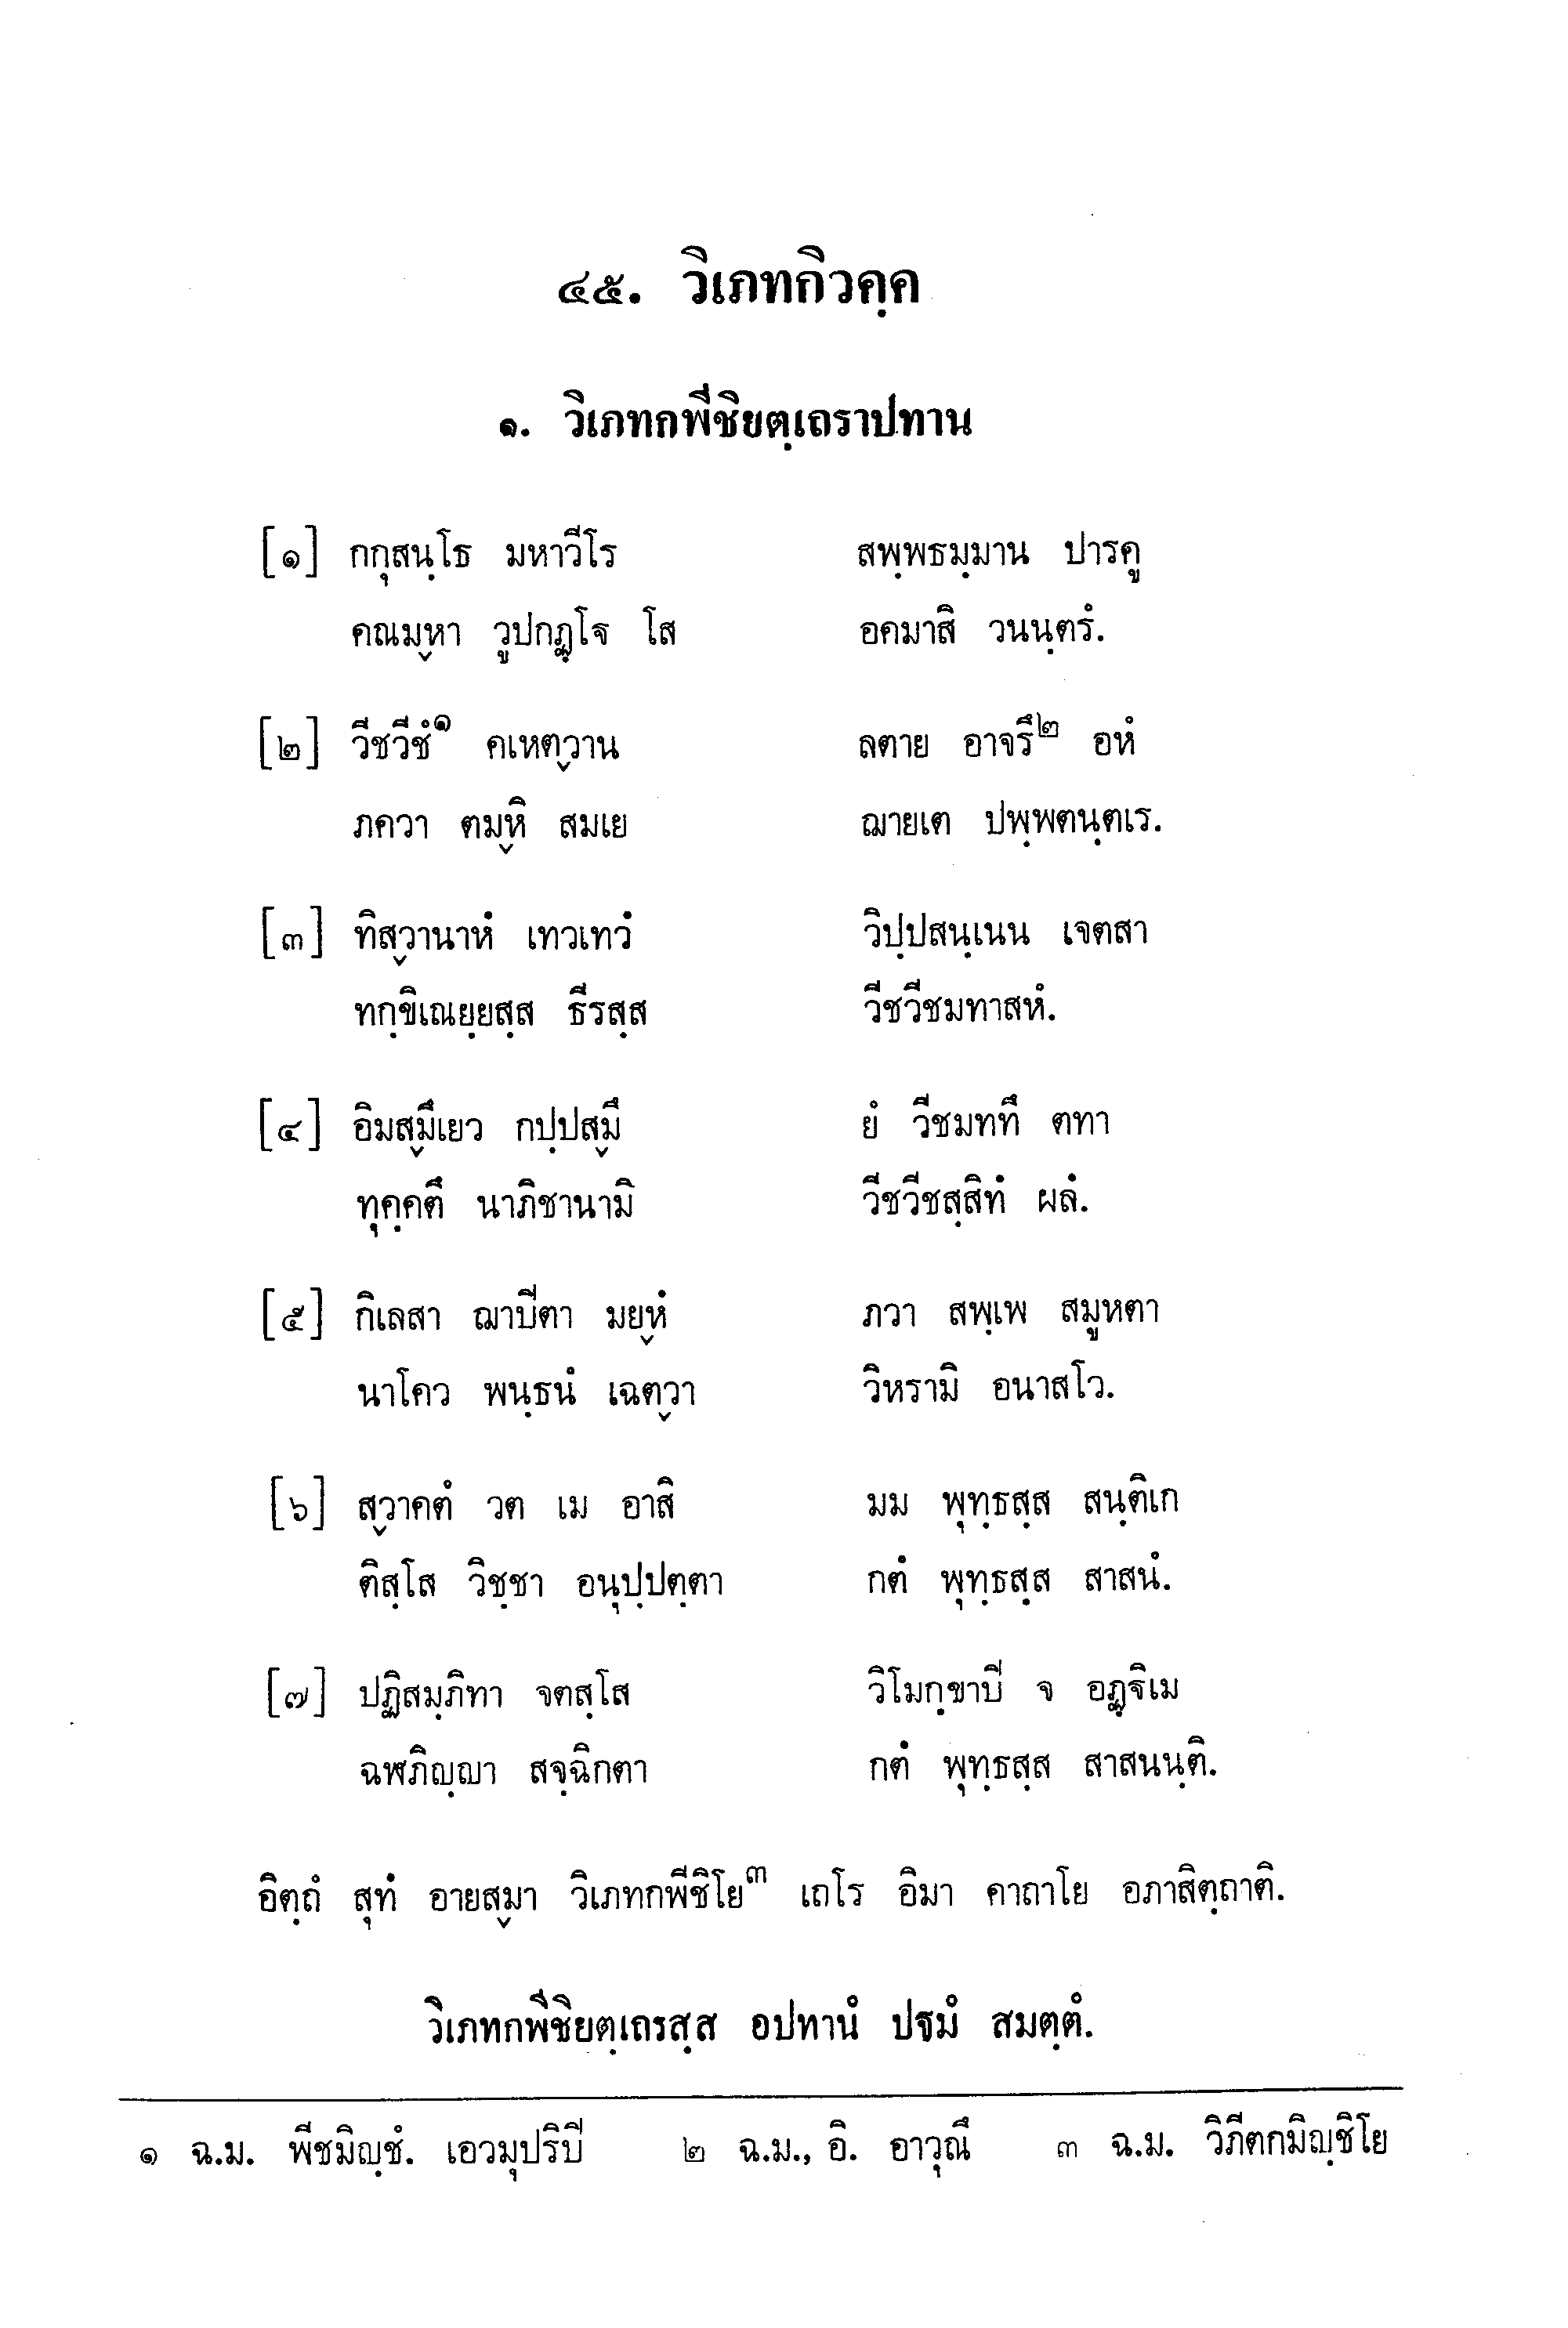 ๔๕. วิเภทกิวคฺค
๑. วิเภทกพีชิยตฺเถราปทาน
[๑] กกุสนฺโธ มหาวีโร สพฺพธมฺมาน ปารคู
คณมฺหา วูปกฏฺโฐ โส อคมาสิ วนนฺตรํ.
[๒] วีชวีชํ๑ คเหตฺวาน ลตาย อาจรึ๒ อหํ
ภควา ตมฺหิ สมเย ฌายเต ปพฺพตนฺตเร.
[๓] ทิสฺวานาหํ เทวเทวํ วิปฺปสนฺเนน เจตสา
ทกฺขิเณยฺยสฺส ธีรสฺส วีชวีชมทาสหํ.
[๔] อิมสฺมึเยว กปฺปสฺมึ ยํ วีชมททึ ตทา
ทุคฺคตึ นาภิชานามิ วีชวีชสฺสิทํ ผลํ.
[๕] กิเลสา ฌาปิตา มยฺหํ ภวา สพฺเพ สมูหตา
นาโคว พนฺธนํ เฉตฺวา วิหรามิ อนาสโว.
[๖] สฺวาคตํ วต เม อาสิ มม พุทฺธสฺส สนฺติเก
ติสฺโส วิชฺชา อนุปฺปตฺตา กตํ พุทฺธสฺส สาสนํ.
[๗] ปฏิสมฺภิทา จตสฺโส วิโมกฺขาปิ จ อฏฺฐิเม
ฉฬภิญฺญา สจฺฉิกตา กตํ พุทฺธสฺส สาสนนฺติ.
อิตฺถํ สุทํ อายสฺมา วิเภทกพีชิโย๓ เถโร อิมา คาถาโย อภาสิตฺถาติ.
วิเภทกพีชิยตฺเถรสฺส อปทานํ ปฐมํ สมตฺตํ.
๑ ฉ.ม. พีชมิญฺชํ. เอวมุปริปิ ๒ ฉ.ม., อิ. อาวุณึ ๓ ฉ.ม. วิภีตกมิญฺชิโย